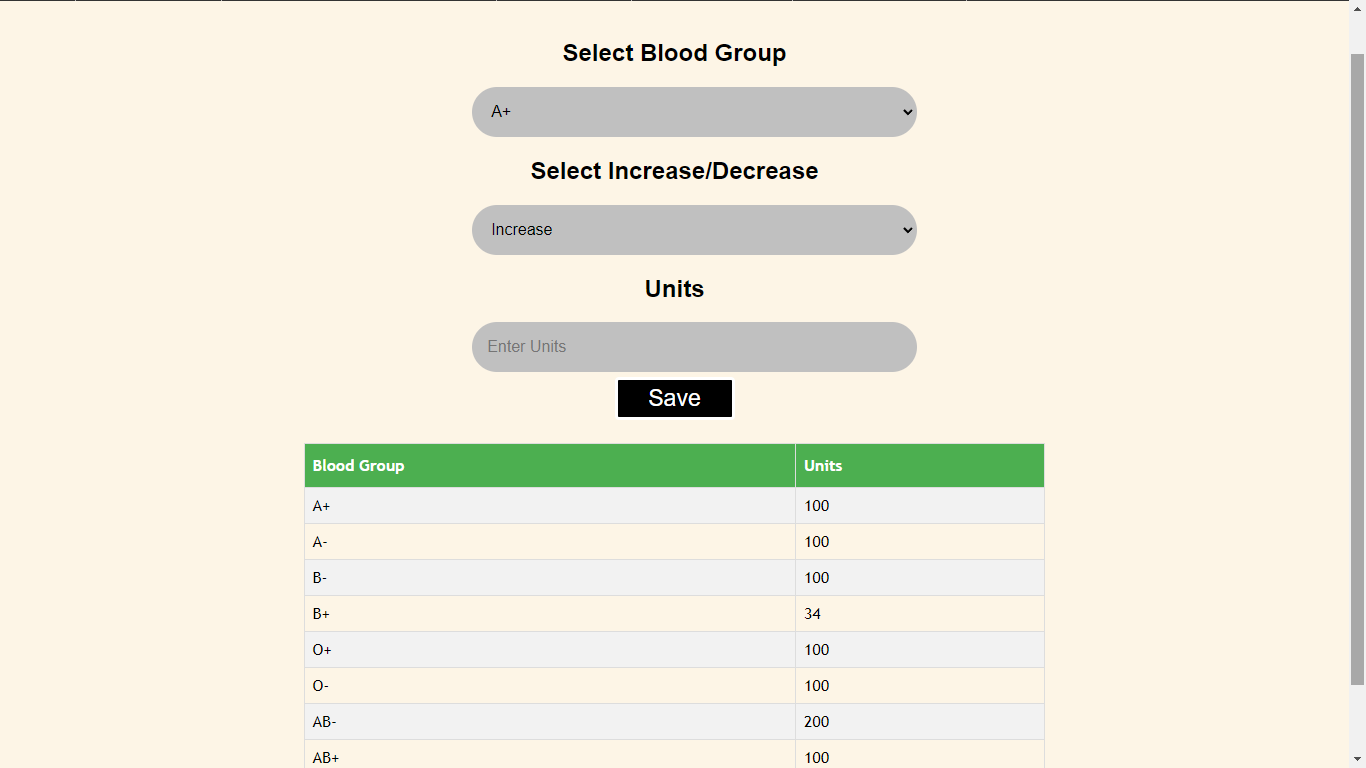 Select Blood Group
A+
Select Increase/Decrease
Increase
Units
Enter Units
Save
Blood Group Units
A+ 100
A- 100
B- 100
B+ 34
O+ 100
O- 100
AB- 200
AB+ 100